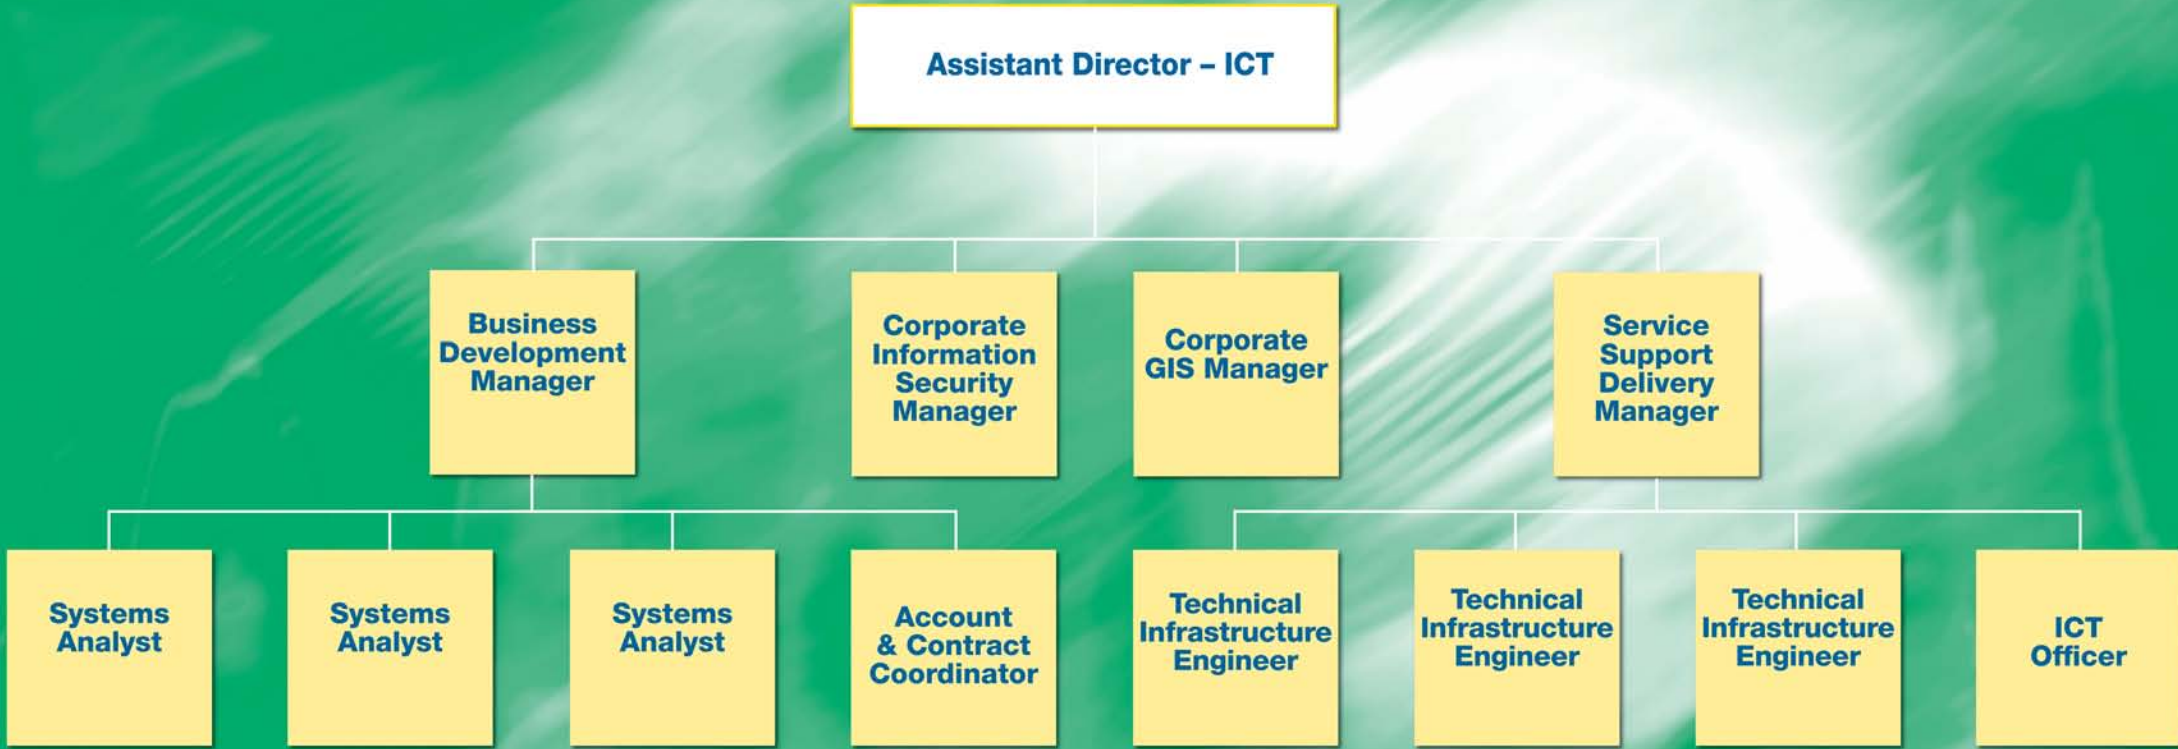 Assistant Director – ICT
Business
Development
Manager
Corporate
Information
Security
Manager
Corporate
GIS Manager
Service
Support
Delivery
Manager
Systems
Analyst
Systems
Analyst
Systems
Analyst
Account
& Contract
Coordinator
Technical
Infrastructure
Engineer
Technical
Infrastructure
Engineer
Technical
Infrastructure
Engineer
ICT
Officer